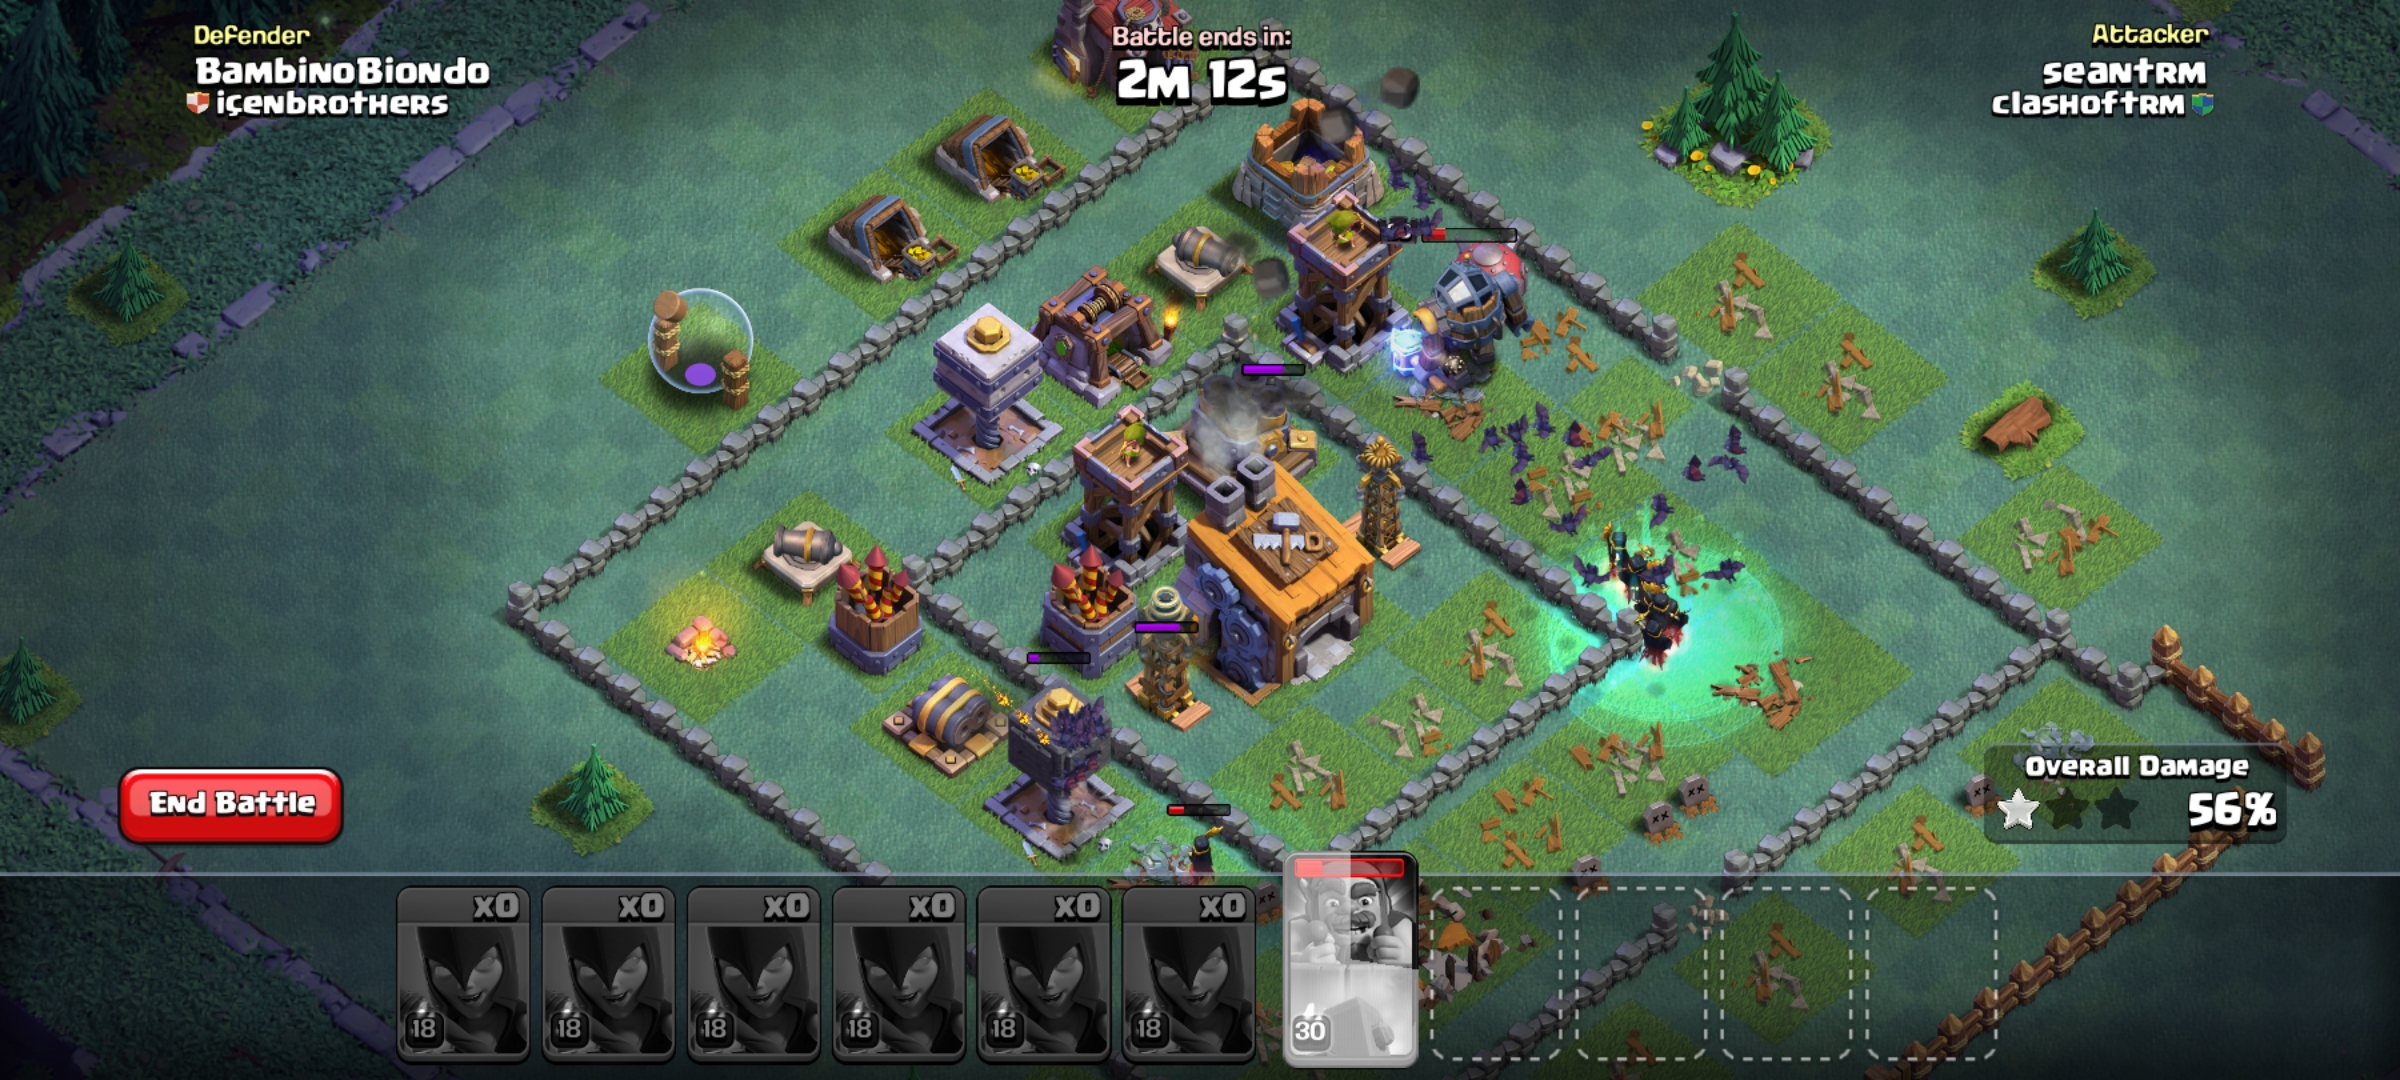 Defender
BambinoBiondo
içenbrothers
Battle ends in:
2M 12s
Attacker
seantrm
clashoftrm
End Battle
Overall Damage
56%
x0
x0
x0
x0
x0
x0
18
18
18
18
18
18
30